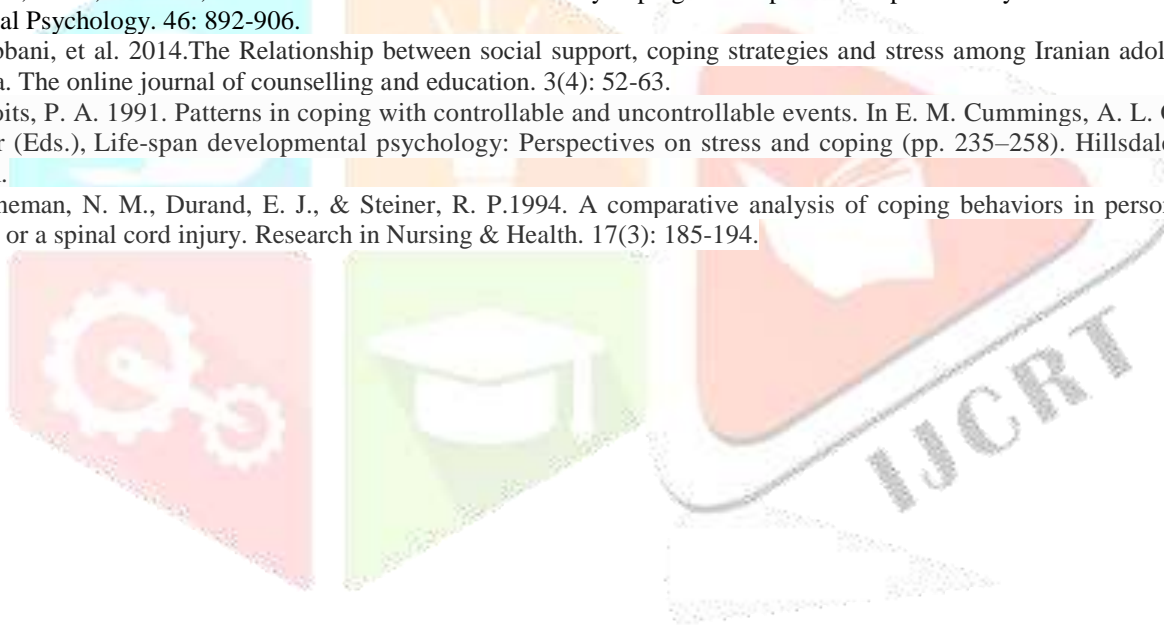 al Psychology. 46: 892-906.
bani, et al. 2014.The Relationship between social support, coping strategies and stress among Iranian adol
a. The online journal of counselling and education. 3(4): 52-63.
its, P. A. 1991. Patterns in coping with controllable and uncontrollable events. In E. M. Cummings, A. L.
r (Eds.), Life-span developmental psychology: Perspectives on stress and coping (pp. 235–258). Hillsdale
neman, N. M., Durand, E. J., & Steiner, R. P.1994. A comparative analysis of coping behaviors in perso
or a spinal cord injury. Research in Nursing & Health. 17(3): 185-194.
IJCRT